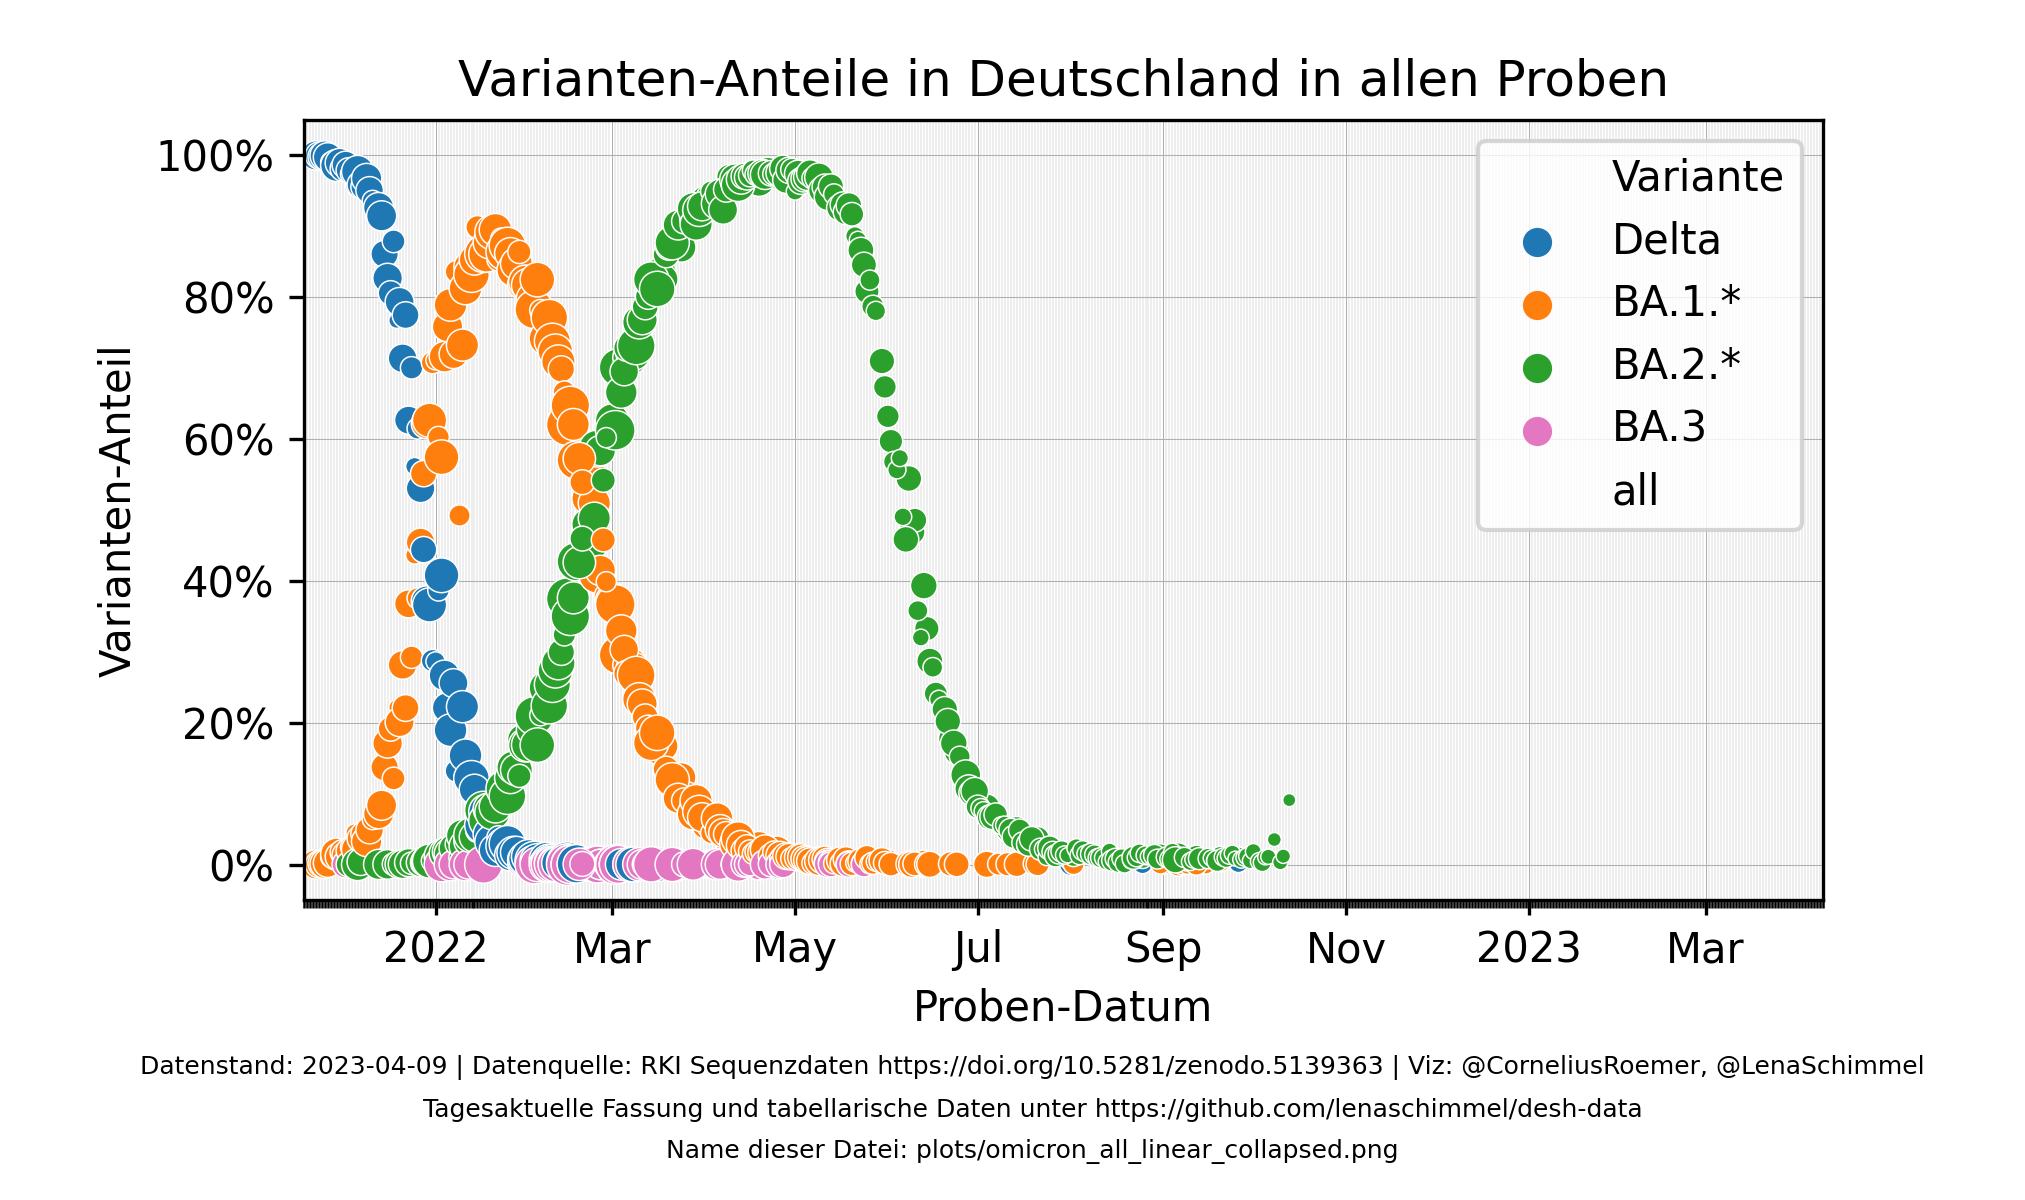 Varianten-Anteile in Deutschland in allen Proben
Varianten-Anteil
100%
80%
60%
40%
20%
0%
Variante
Delta
BA.1.*
BA.2.*
BA.3
all
2022 Mar May Jul Sep Nov 2023 Mar
Proben-Datum
Datenstand: 2023-04-09 | Datenquelle: RKI Sequenzdaten https://doi.org/10.5281/zenodo.5139363 | Viz: @CorneliusRoemer, @LenaSchimmel
Tagesaktuelle Fassung und tabellarische Daten unter https://github.com/lenaschimmel/desh-data
Name dieser Datei: plots/omicron_all_linear_collapsed.png